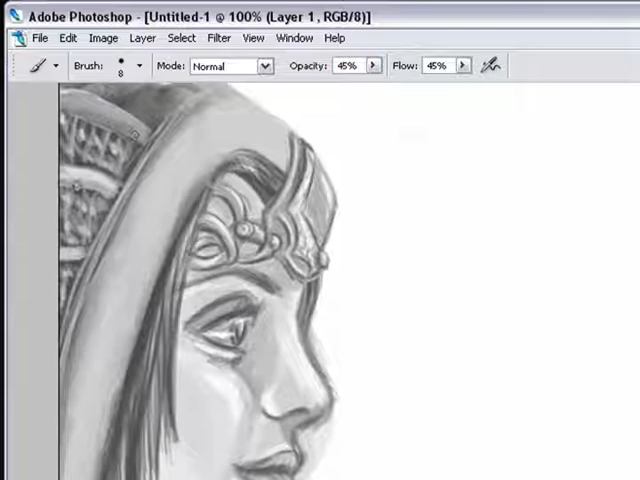 Adobe Photoshop - [Untitled-1 @ 100% (Layer 1, RGB/8)]
File Edit Image Layer Select Filter View Window Help
Brush: 8 Mode: Normal Opacity: 45% Flow: 45%